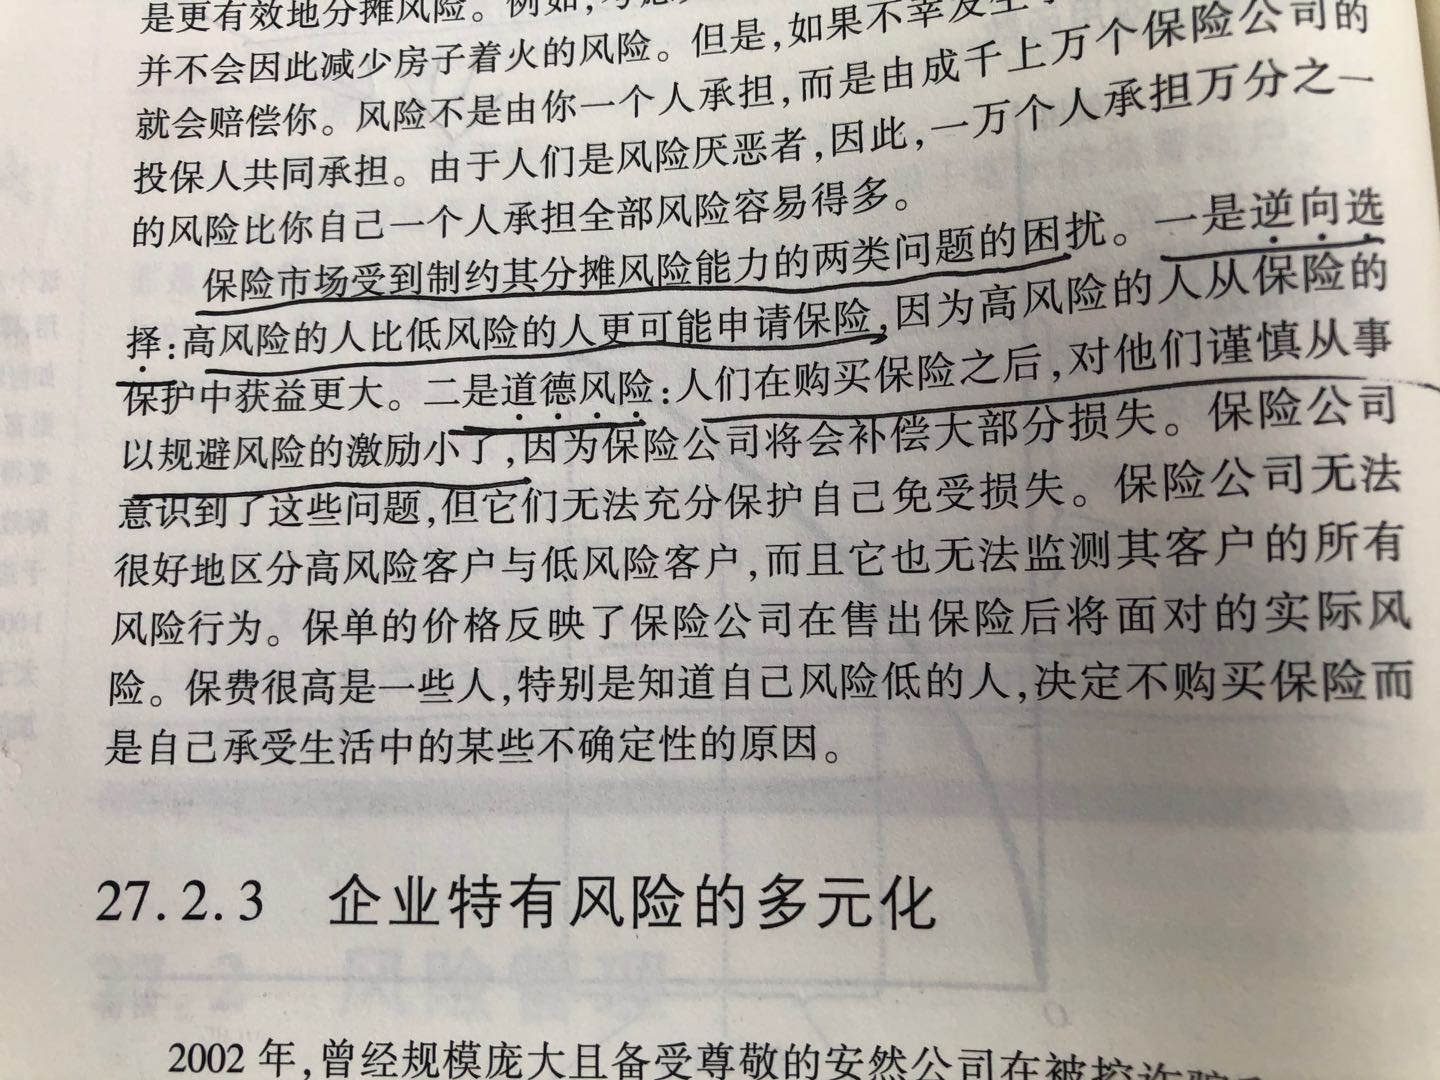 是更有效地分摊风险。例如,
并不会因此减少房子着火的风险。但是,如果不幸发生
就会赔偿你。风险不是由你一个人承担,而是由成千上万个保险公司的
投保人共同承担。由于人们是风险厌恶者,因此,一万个人承担万分之一
的风险比你自己一个人承担全部风险容易得多。
保险市场受到制约其分摊风险能力的两类问题的困扰。一是逆向选
择:高风险的人比低风险的人更可能申请保险,因为高风险的人从保险的
保护中获益更大。二是道德风险:人们在购买保险之后,对他们谨慎从事
以规避风险的激励小了,因为保险公司将会补偿大部分损失。保险公司
意识到了这些问题,但它们无法充分保护自己免受损失。保险公司无法
很好地区分高风险客户与低风险客户,而且它也无法监测其客户的所有
风险行为。保单的价格反映了保险公司在售出保险后将面对的实际风
险。保费很高是一些人,特别是知道自己风险低的人,决定不购买保险而
是自己承受生活中的某些不确定性的原因。
27.2.3 企业特有风险的多元化
2002 年,曾经规模庞大且备受尊敬的安然公司在被控诈骗